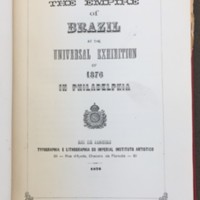 THE EMPIRE
of
BRAZIL
AT THE
UNIVERSAL EXHIBITION
OF
1876
IN PHILADELPHIA
RIO DE JANEIRO
TYPOGRAPHIA E LITHOGRAPHIA DO IMPERIAL INSTITUTO ARTISTICO
1876